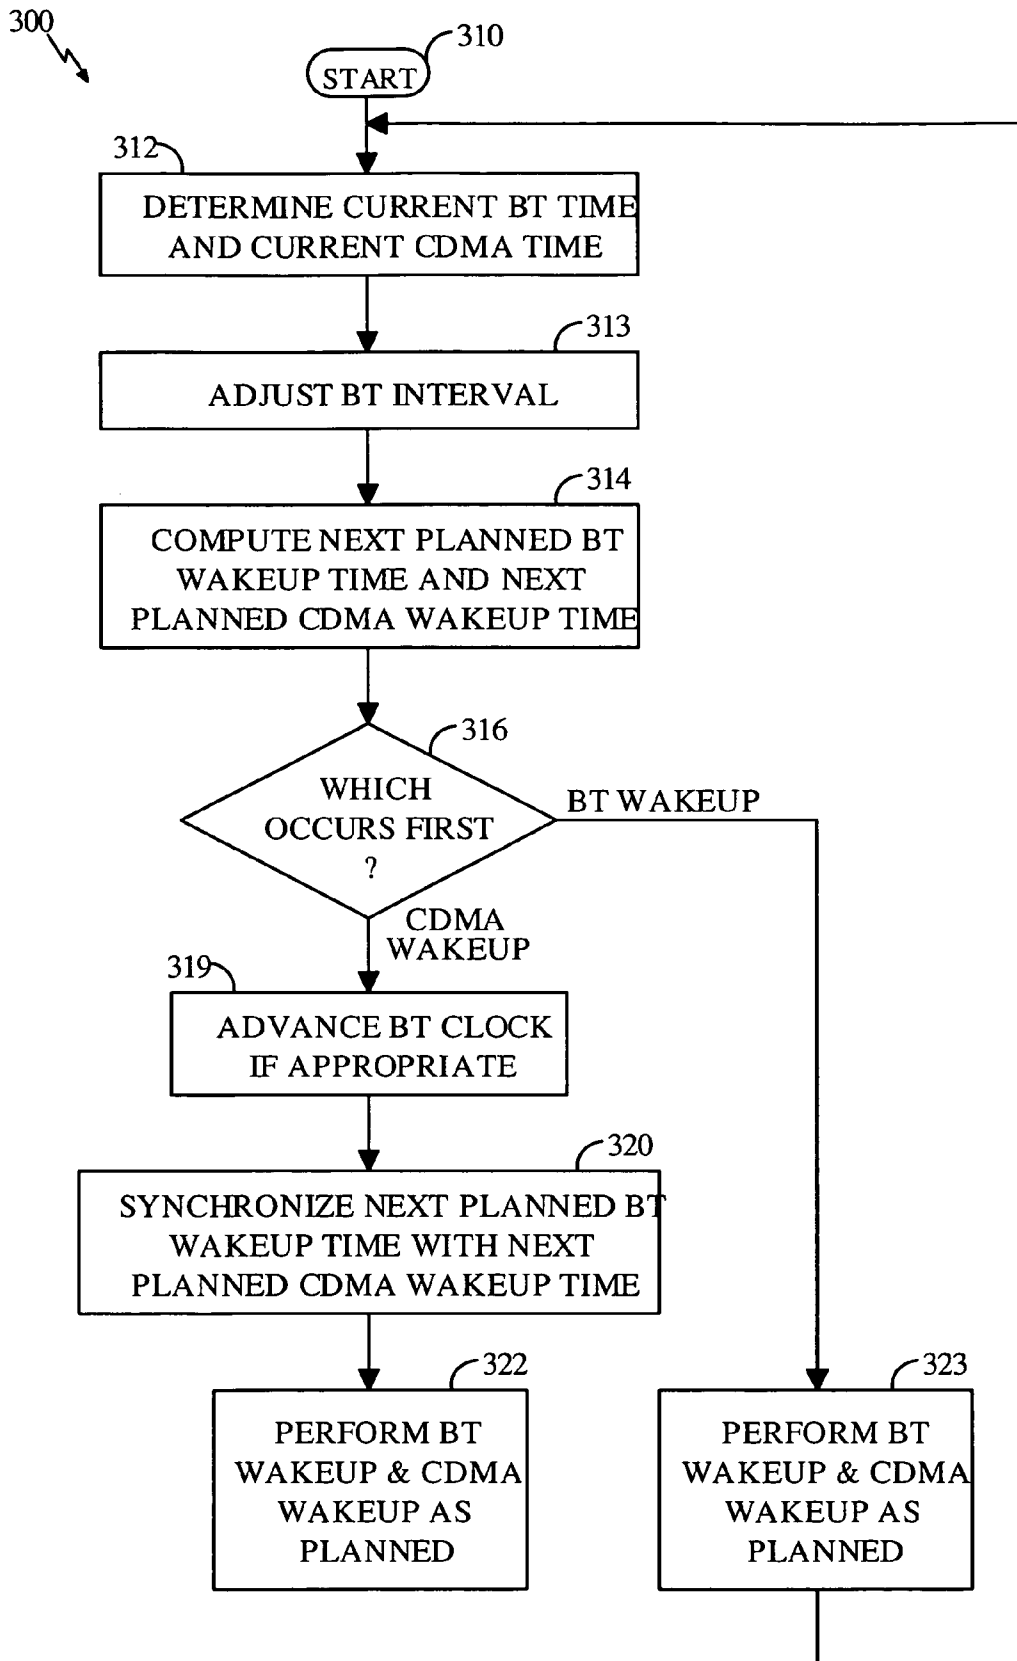 300
310
START
312
DETERMINE CURRENT BT TIME
AND CURRENT CDMA TIME
313
ADJUST BT INTERVAL
314
COMPUTE NEXT PLANNED BT
WAKEUP TIME AND NEXT
PLANNED CDMA WAKEUP TIME
316
WHICH
OCCURS FIRST
?
BT WAKEUP
CDMA
WAKEUP
319
ADVANCE BT CLOCK
IF APPROPRIATE
320
SYNCHRONIZE NEXT PLANNED BT
WAKEUP TIME WITH NEXT
PLANNED CDMA WAKEUP TIME
322
PERFORM BT
WAKEUP & CDMA
WAKEUP AS
PLANNED
323
PERFORM BT
WAKEUP & CDMA
WAKEUP AS
PLANNED